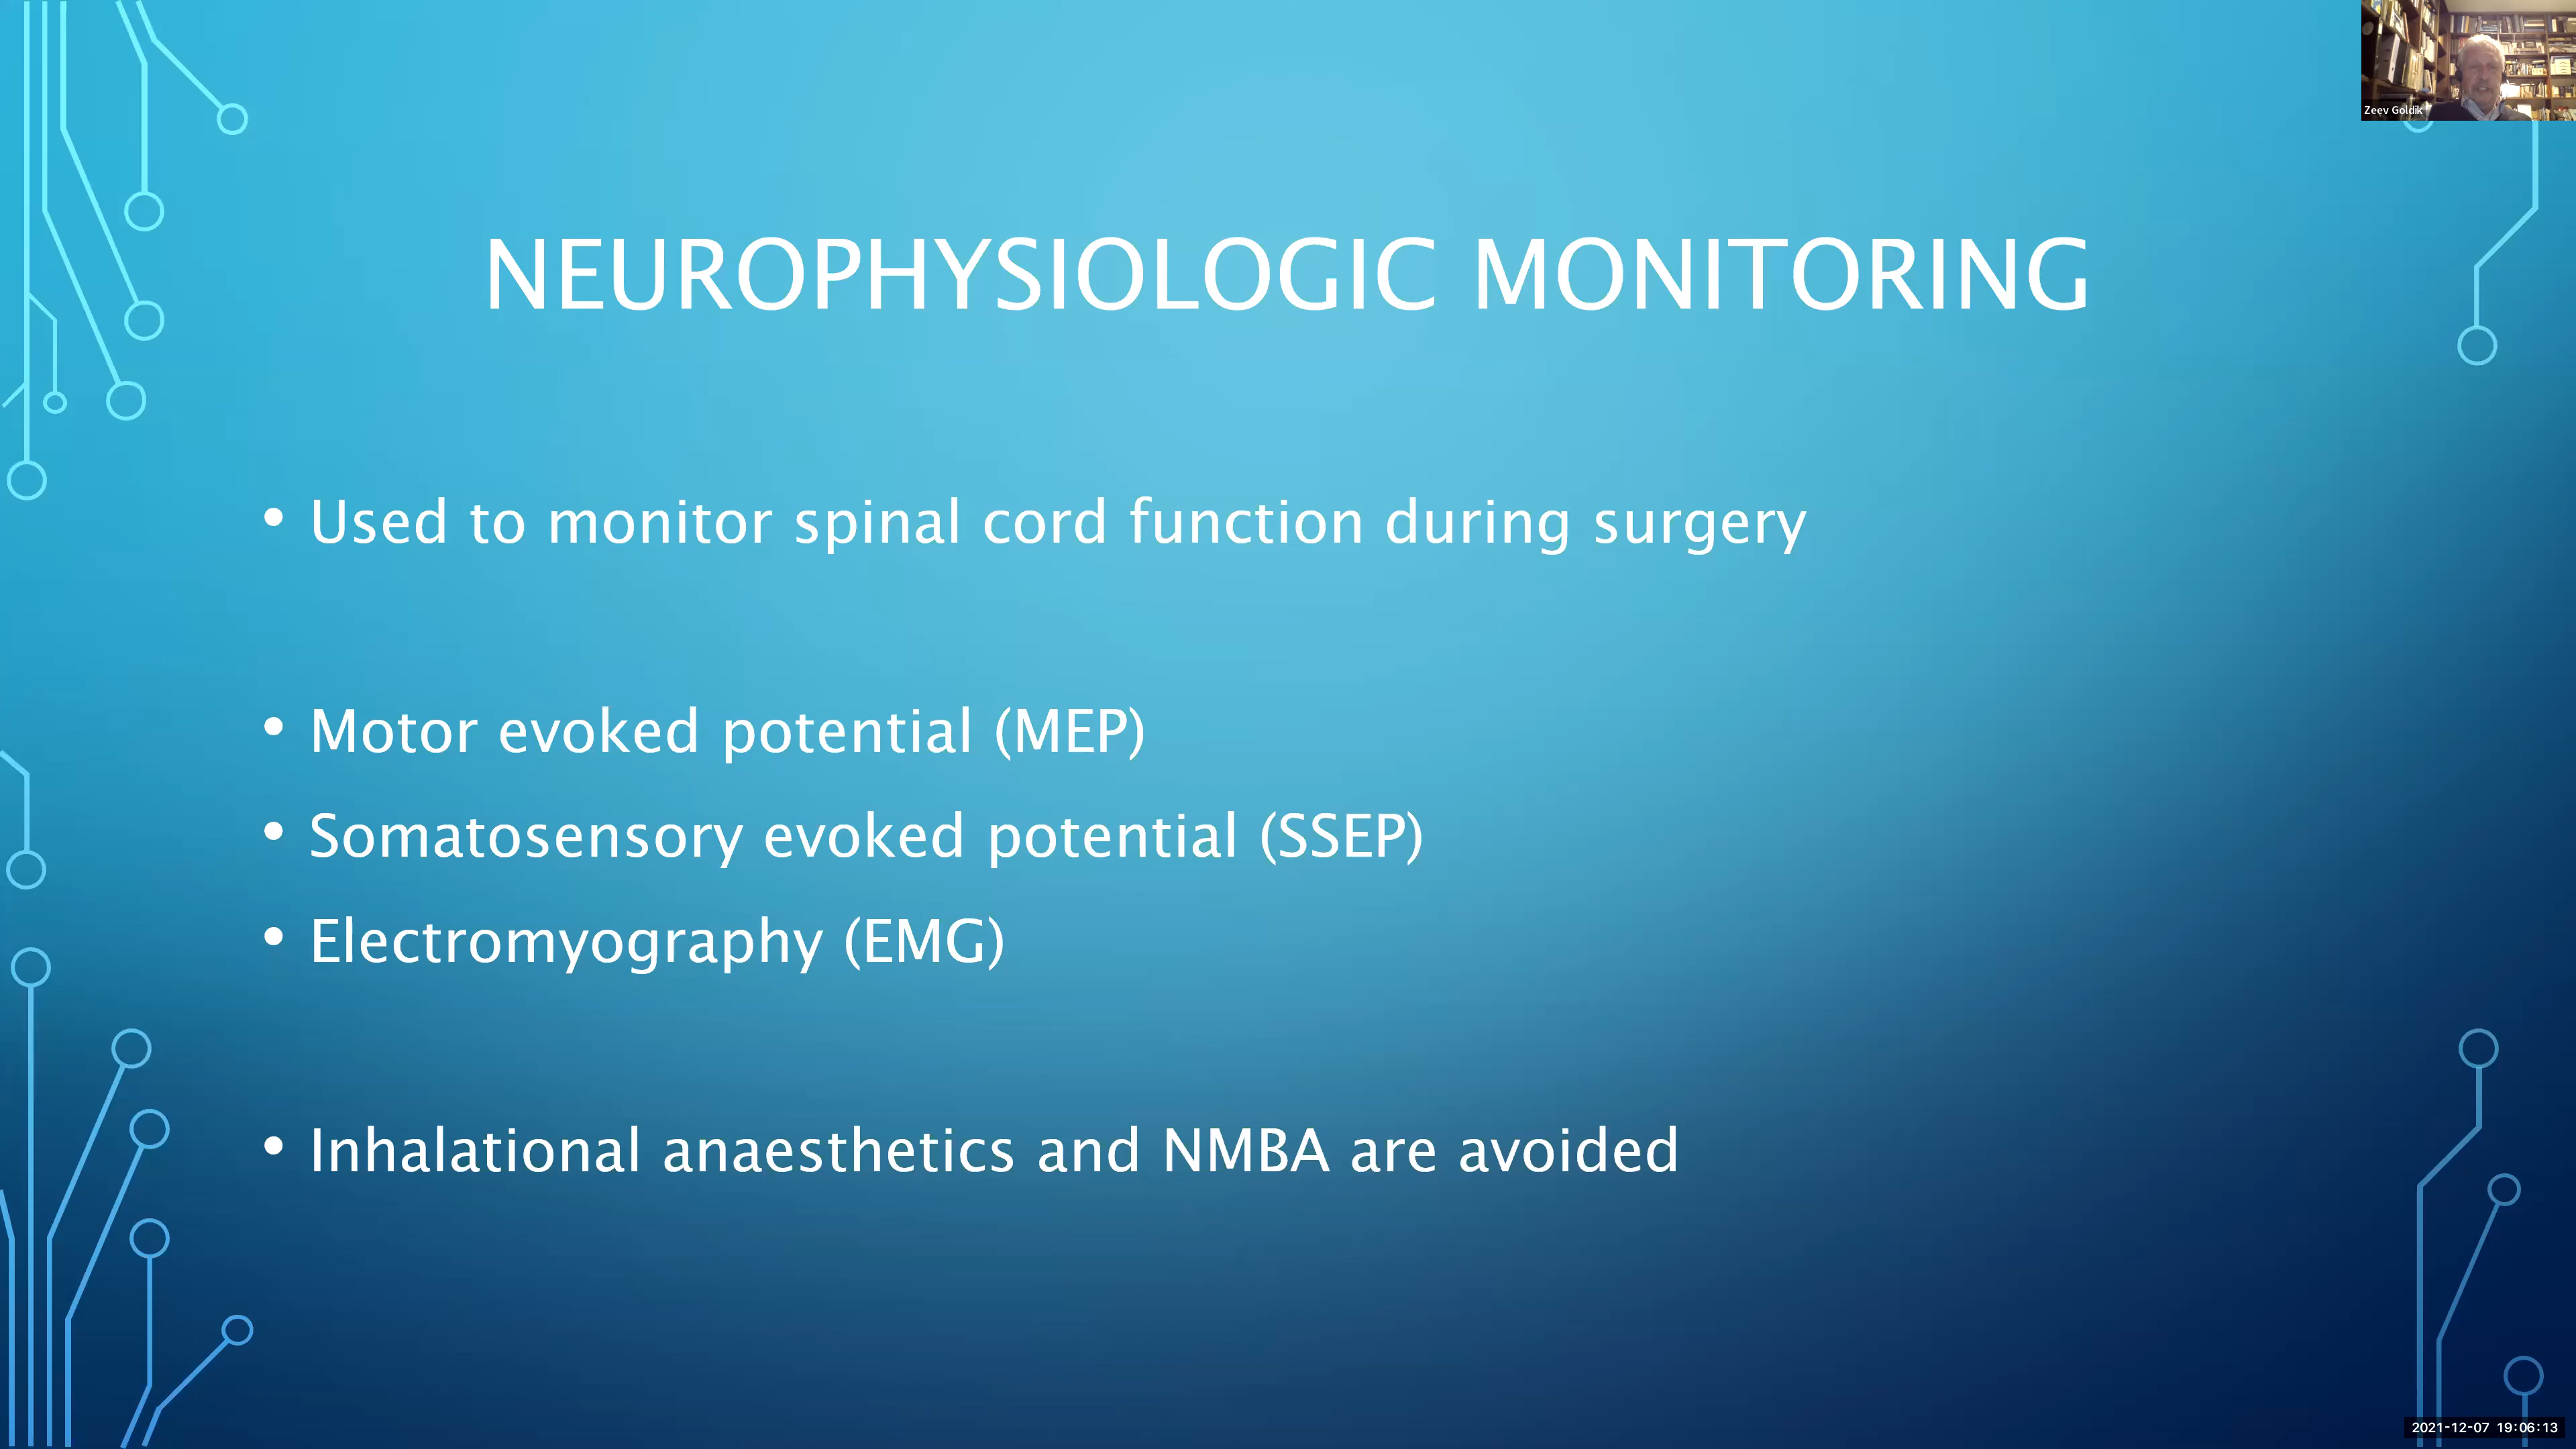 Zeev Goldik
NEUROPHYSIOLOGIC MONITORING
• Used to monitor spinal cord function during surgery
• Motor evoked potential (MEP)
• Somatosensory evoked potential (SSEP)
• Electromyography (EMG)
• Inhalational anaesthetics and NMBA are avoided
2021-12-07 19:06:13